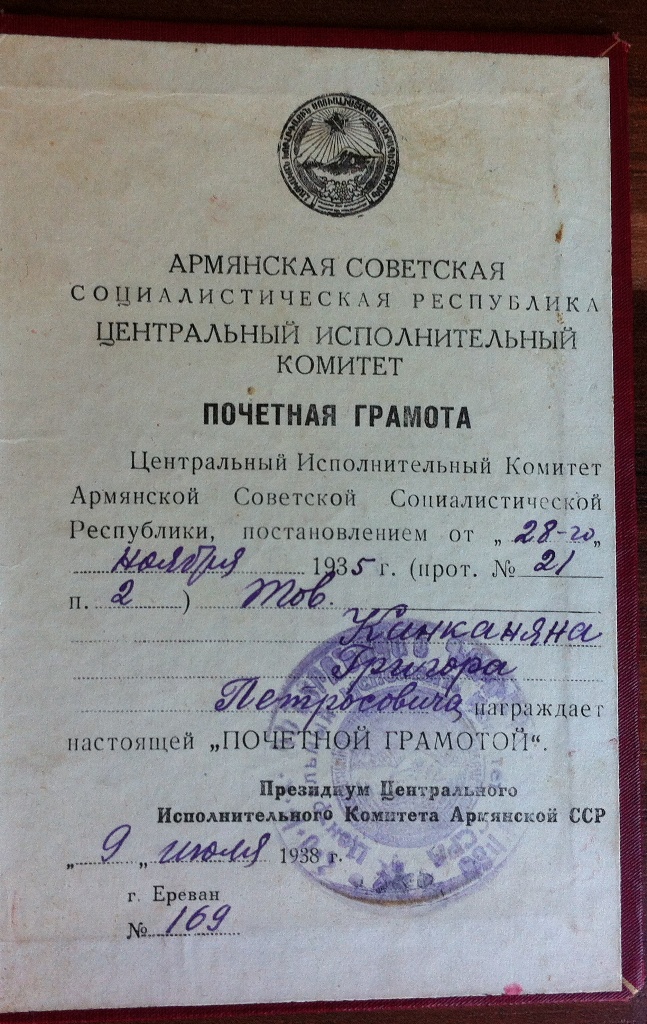 АРМЯНСКАЯ СОВЕТСКАЯ
СОЦИАЛИСТИЧЕСКАЯ РЕСПУБЛИКА
ЦЕНТРАЛЬНЫЙ ИСПОЛНИТЕЛЬНЫЙ
КОМИТЕТ
ПОЧЕТНАЯ ГРАМОТА
Центральный Исполнительный Комитет
Армянской Советской Социалистической
Республики, постановлением от „28-го„
ноября 1935 г. (прот. № 21
п. 2 ) Тов.
Кинканяна
Григора
Петросовича награждает
настоящей „ПОЧЕТНОЙ ГРАМОТОЙ“.
Президиум Центрального
Исполнительного Комитета Армянской ССР
„ 9 „ июля 1938 г.
г. Ереван
№ 169